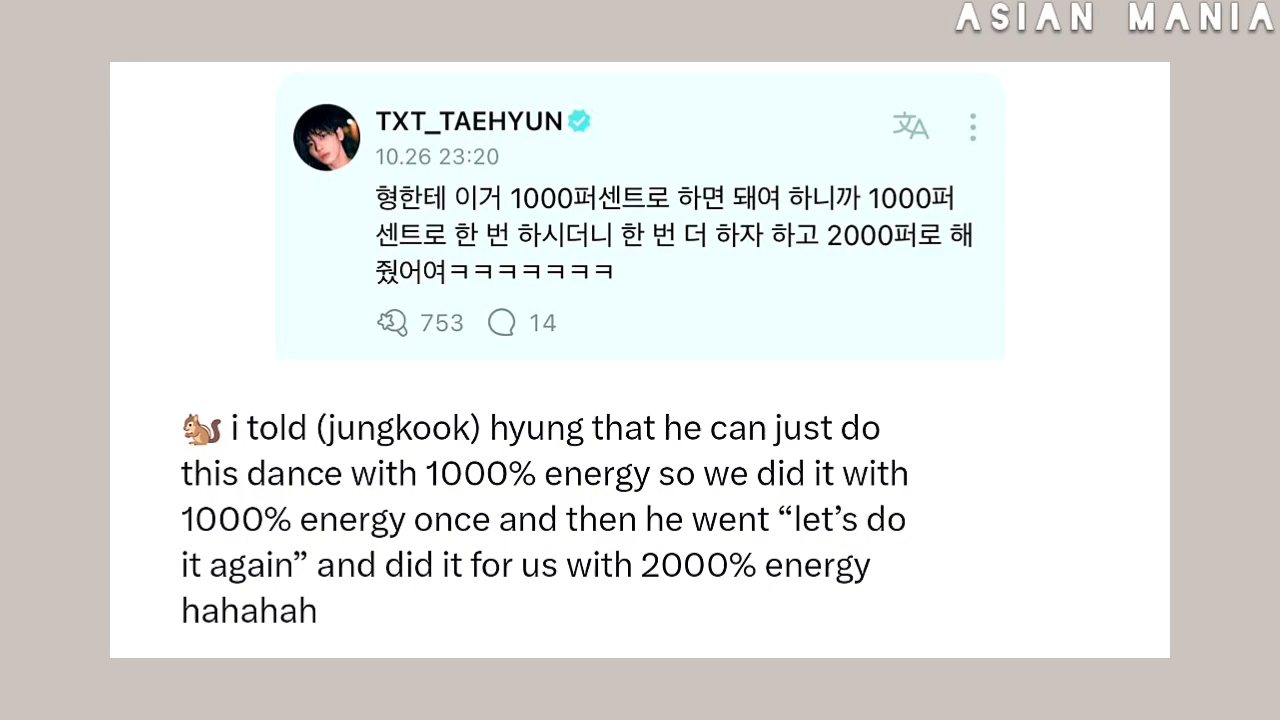 ASIAN MANIA
TXT_TAEHYUN
10.26 23:20
형한테 이거 1000퍼센트로 하면 돼여 하니까 1000퍼
센트로 한 번 하시더니 한 번 더 하자 하고 2000퍼로 해
줬어여ㅋㅋㅋㅋㅋㅋㅋ
753 14
🐿️ i told (jungkook) hyung that he can just do
this dance with 1000% energy so we did it with
1000% energy once and then he went “let’s do
it again” and did it for us with 2000% energy
hahahah